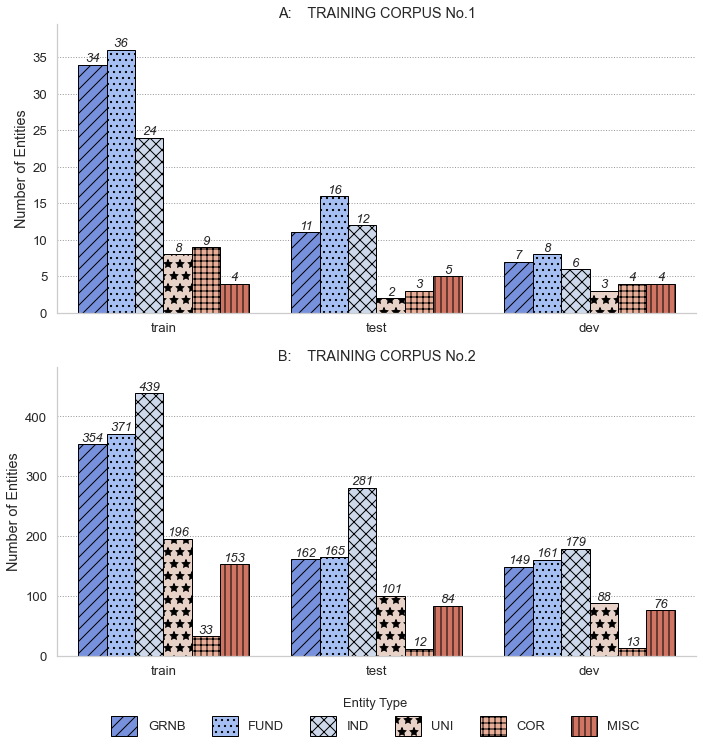 A:    TRAINING CORPUS No.1
Number of Entities
35
30
25
20
15
10
5
0
34 36 24 8 9 4
11 16 12 2 3 5
7 8 6 3 4 4
train test dev
B:    TRAINING CORPUS No.2
Number of Entities
400
300
200
100
0
354 371 439 196 33 153
162 165 281 101 12 84
149 161 179 88 13 76
train test dev
Entity Type
GRNB FUND IND UNI COR MISC